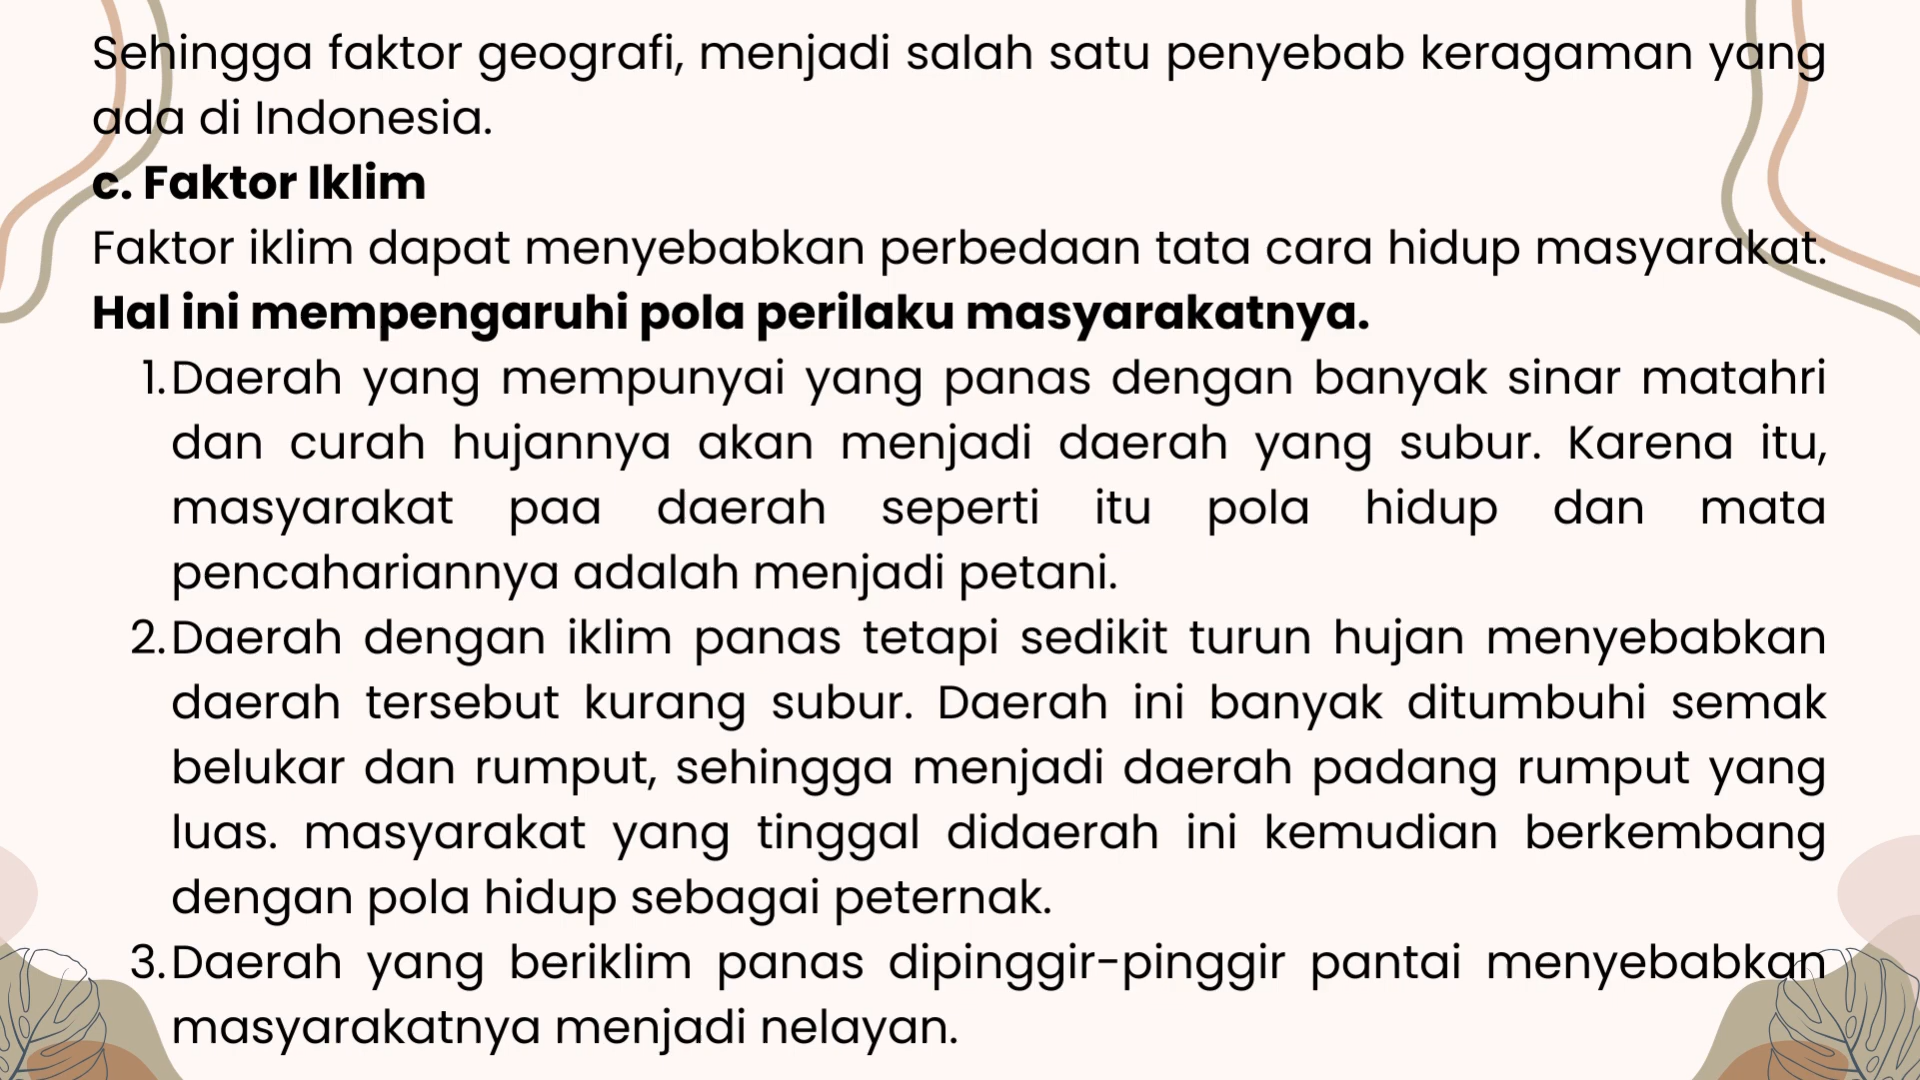 Sehingga faktor geografi, menjadi salah satu penyebab keragaman yang
ada di Indonesia.
c. Faktor Iklim
Faktor iklim dapat menyebabkan perbedaan tata cara hidup masyarakat.
Hal ini mempengaruhi pola perilaku masyarakatnya.
1. Daerah yang mempunyai yang panas dengan banyak sinar matahri
dan curah hujannya akan menjadi daerah yang subur. Karena itu,
masyarakat paa daerah seperti itu pola hidup dan mata
pencahariannya adalah menjadi petani.
2. Daerah dengan iklim panas tetapi sedikit turun hujan menyebabkan
daerah tersebut kurang subur. Daerah ini banyak ditumbuhi semak
belukar dan rumput, sehingga menjadi daerah padang rumput yang
luas. masyarakat yang tinggal didaerah ini kemudian berkembang
dengan pola hidup sebagai peternak.
3. Daerah yang beriklim panas dipinggir-pinggir pantai menyebabkan
masyarakatnya menjadi nelayan.